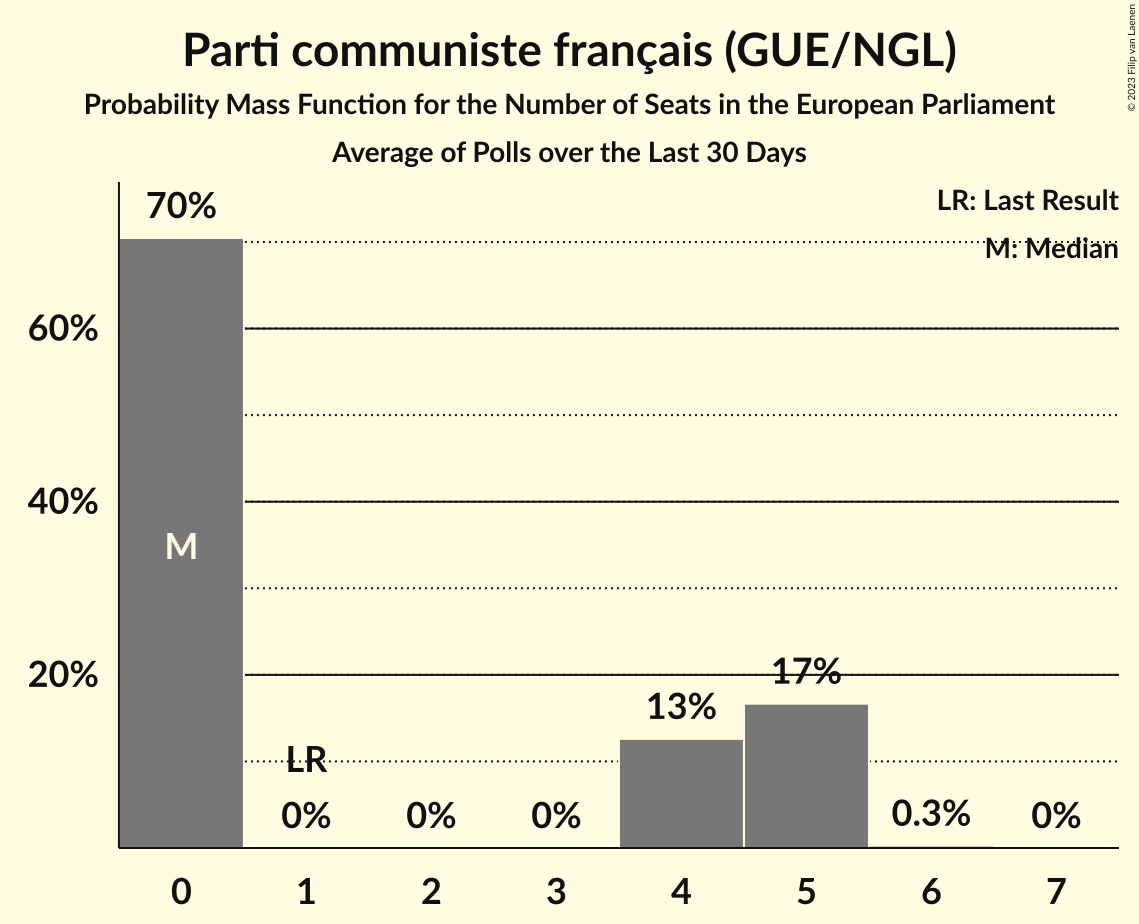 Parti communiste français (GUE/NGL)
Probability Mass Function for the Number of Seats in the European Parliament
Average of Polls over the Last 30 Days
© 2023 Filip van Laenen
LR: Last Result
M: Median
70%
60%
40%
20%
M
LR
0%
0%
0%
13%
17%
0.3%
0%
0 1 2 3 4 5 6 7